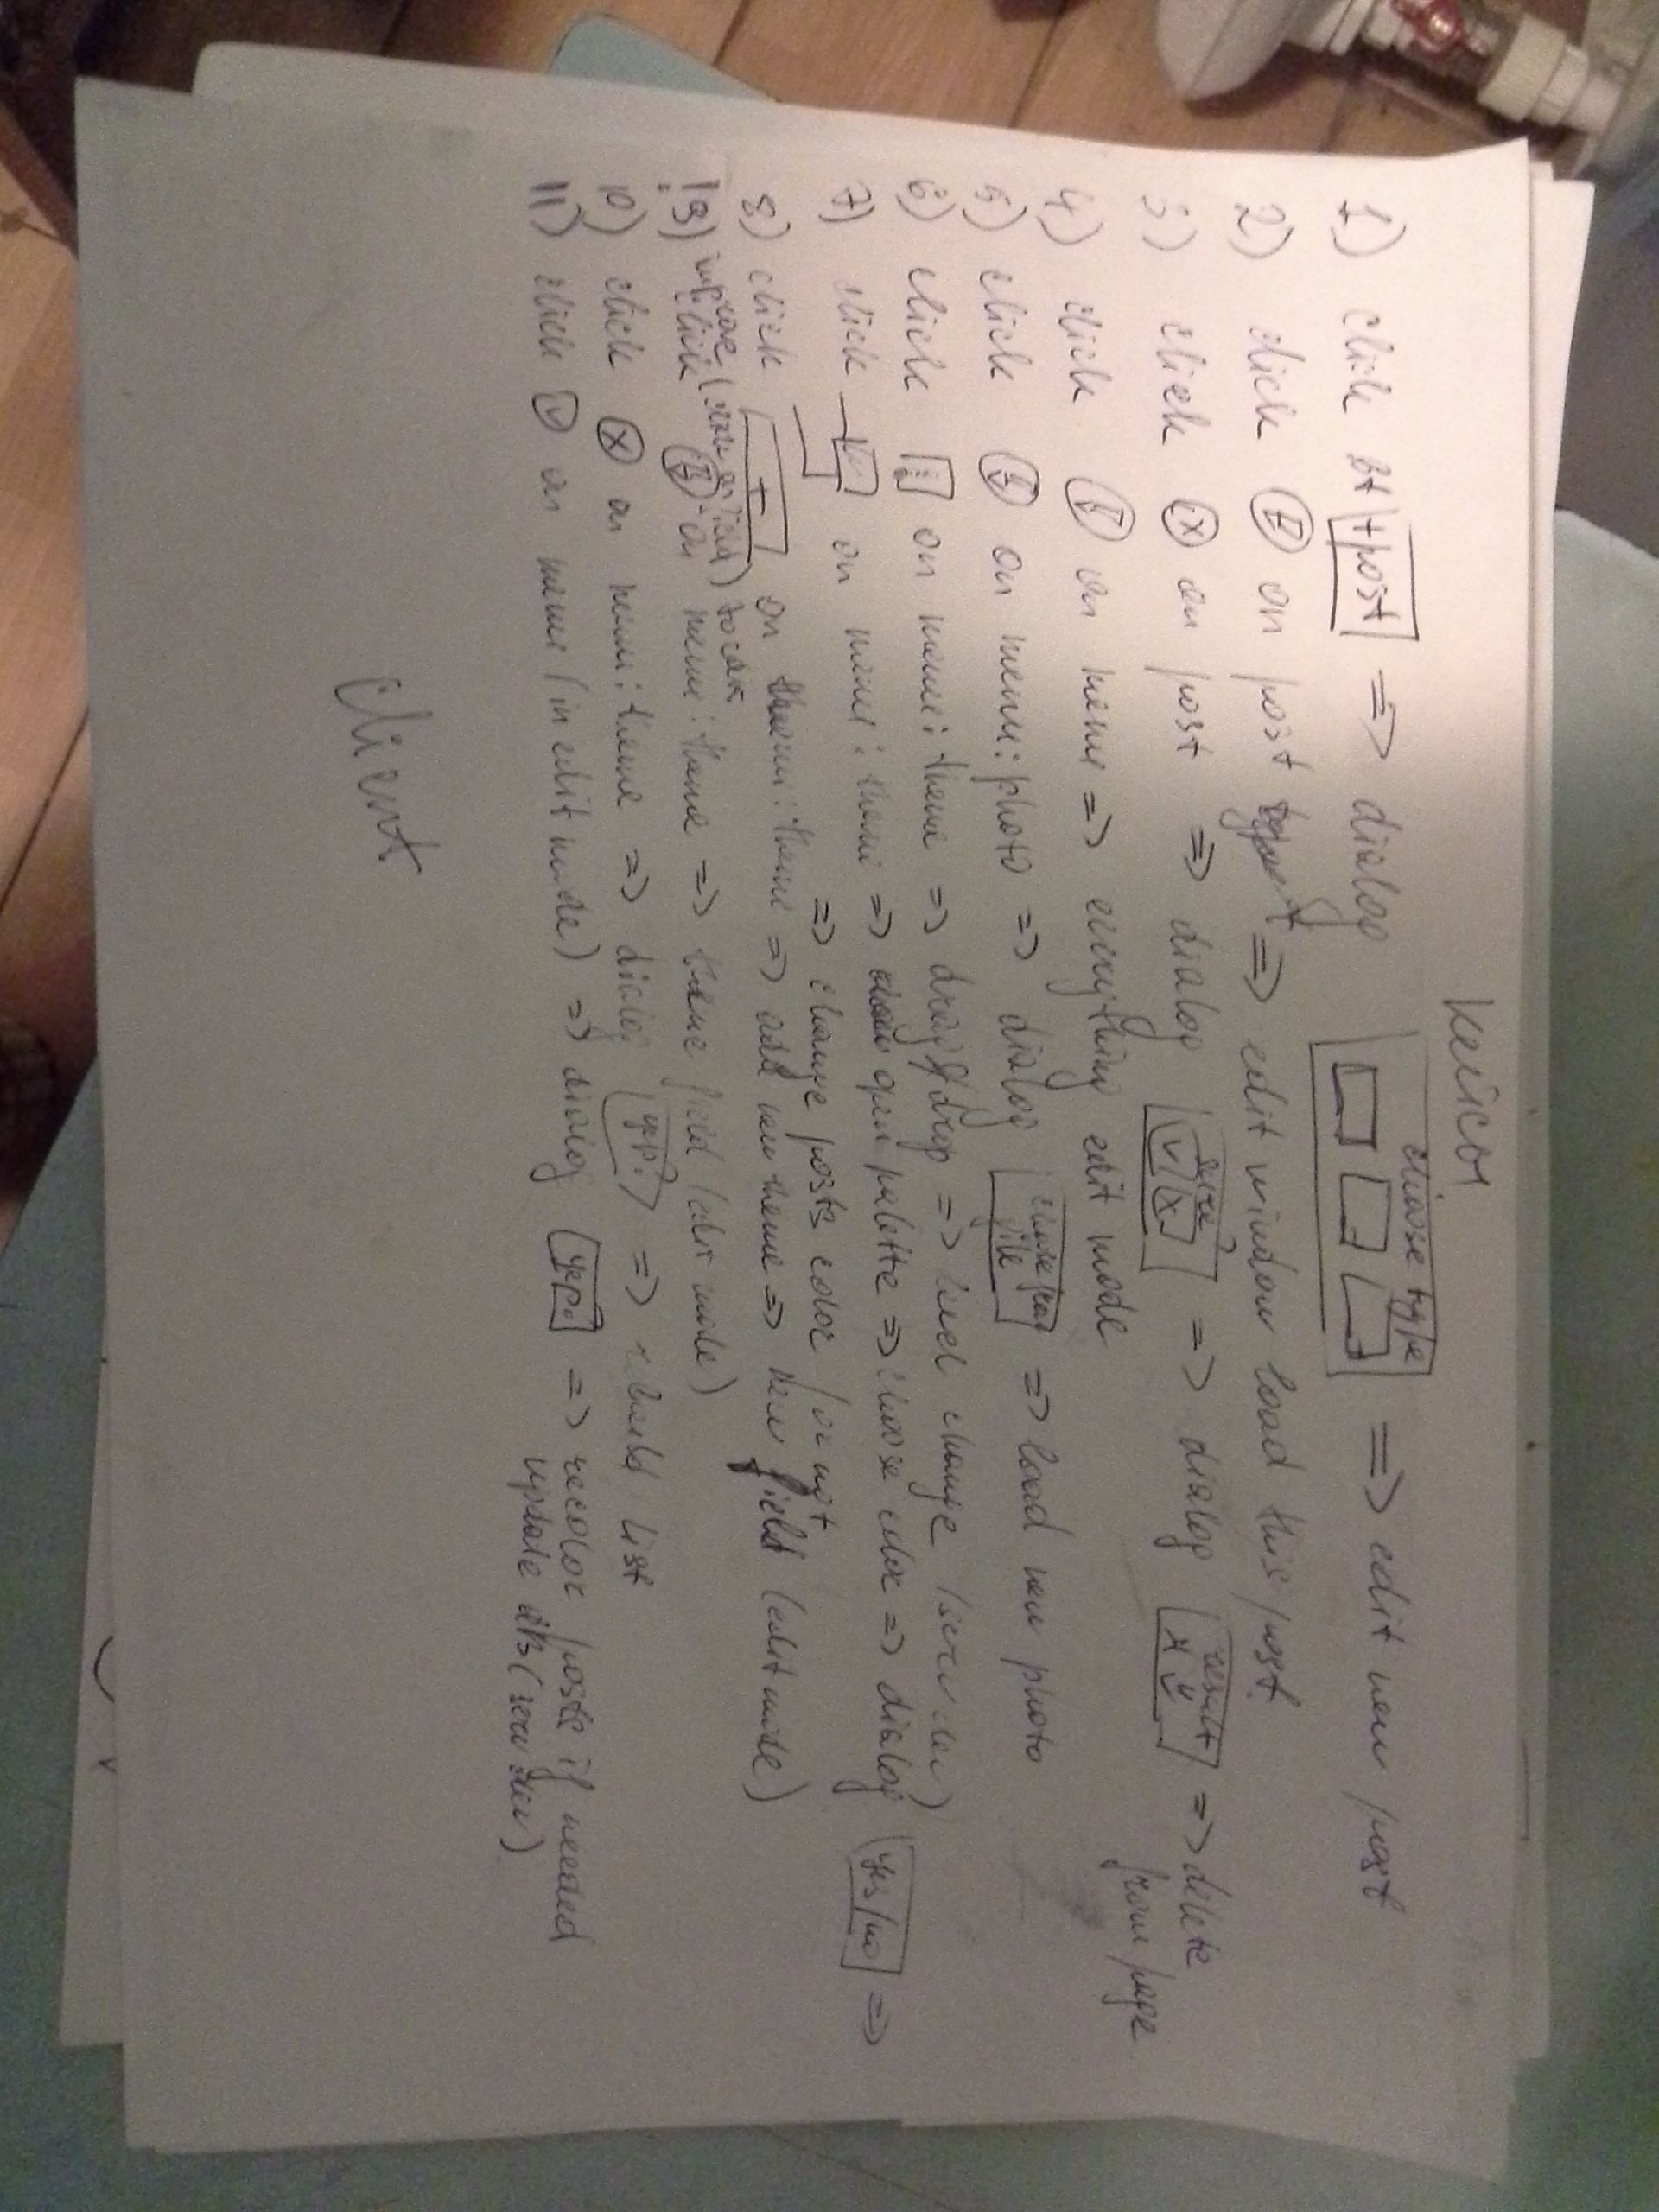 Кейсы
1) click bt +post => dialog choose type => edit new post
2) click E on post => edit window load this post.
3) click x on post => dialog sure? v x => dialog result x v => delete
from page
4) click E on menu => everything edit mode
5) click E on menu: photo => dialog choose from file => load new photo
6) click on menu: theme => drag&drop => level change (serv dev)
7) click on menu: theme => open palette => choose color => dialog yes/no =>
=> change posts color / or not
8) click + on menu: theme => add new theme => new field (edit mode)
improve (click on field)
!9) click E on menu: theme => theme field (edit mode)
10) click x on menu: theme => dialog yep? => rebuild list
11) click v on menu (in edit mode) => dialog yep? => recolor posts if needed
update DB (serv dev)
client